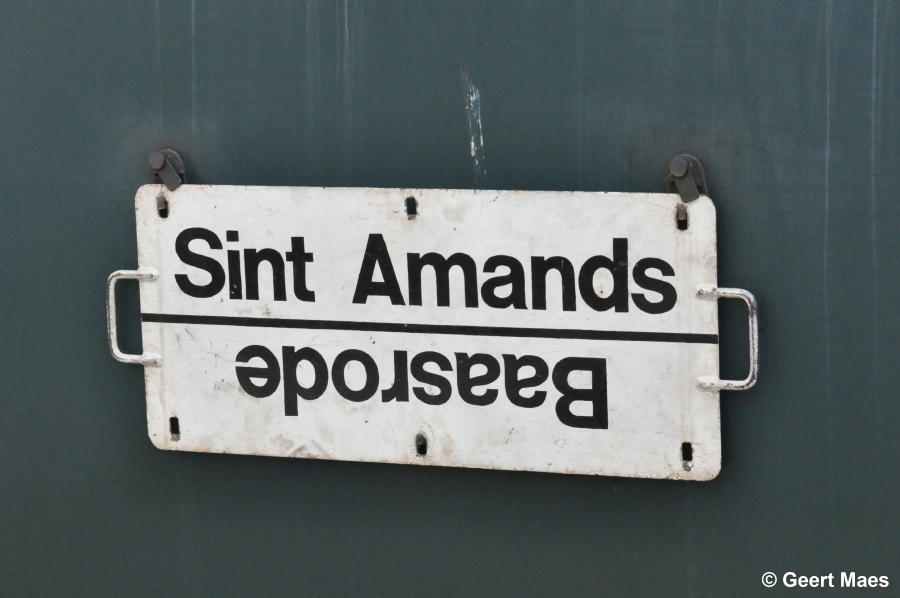 Sint Amands
Baasrode
© Geert Maes